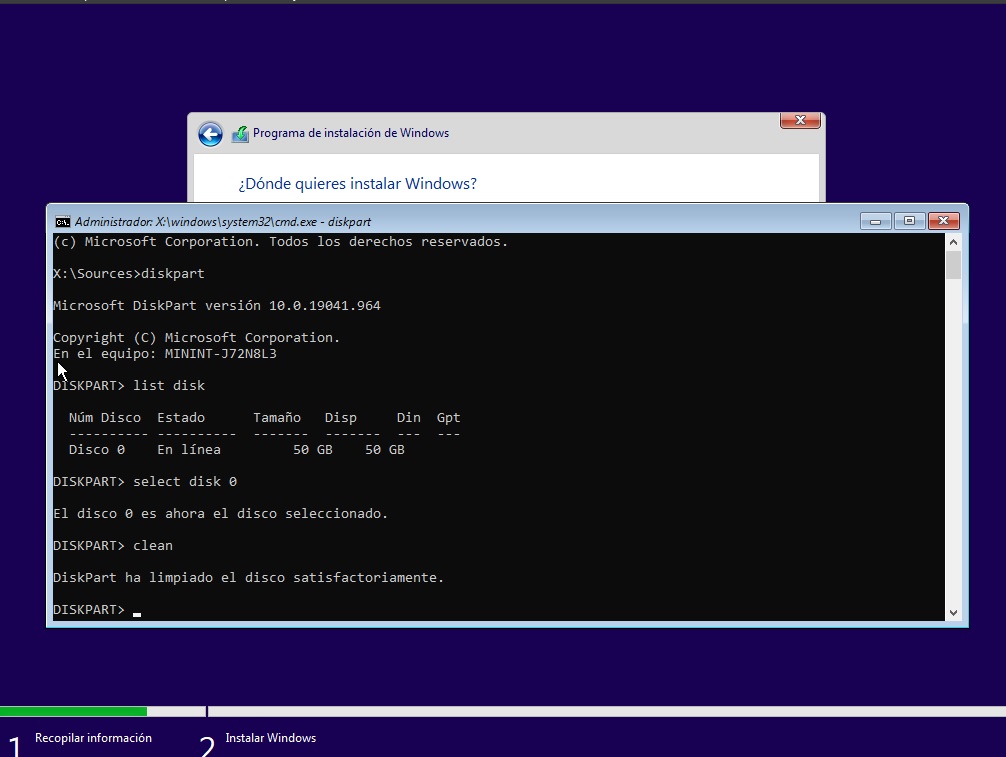 Programa de instalación de Windows
¿Dónde quieres instalar Windows?
Administrador: X:\windows\system32\cmd.exe - diskpart
(c) Microsoft Corporation. Todos los derechos reservados.
X:\Sources>diskpart
Microsoft DiskPart versión 10.0.19041.964
Copyright (C) Microsoft Corporation.
En el equipo: MININT-J72N8L3
DISKPART> list disk
Núm Disco  Estado      Tamaño   Disp     Din  Gpt
---------- ----------  -------  -------  ---  ---
Disco 0    En línea         50 GB    50 GB
DISKPART> select disk 0
El disco 0 es ahora el disco seleccionado.
DISKPART> clean
DiskPart ha limpiado el disco satisfactoriamente.
DISKPART>
1 Recopilar información 2 Instalar Windows